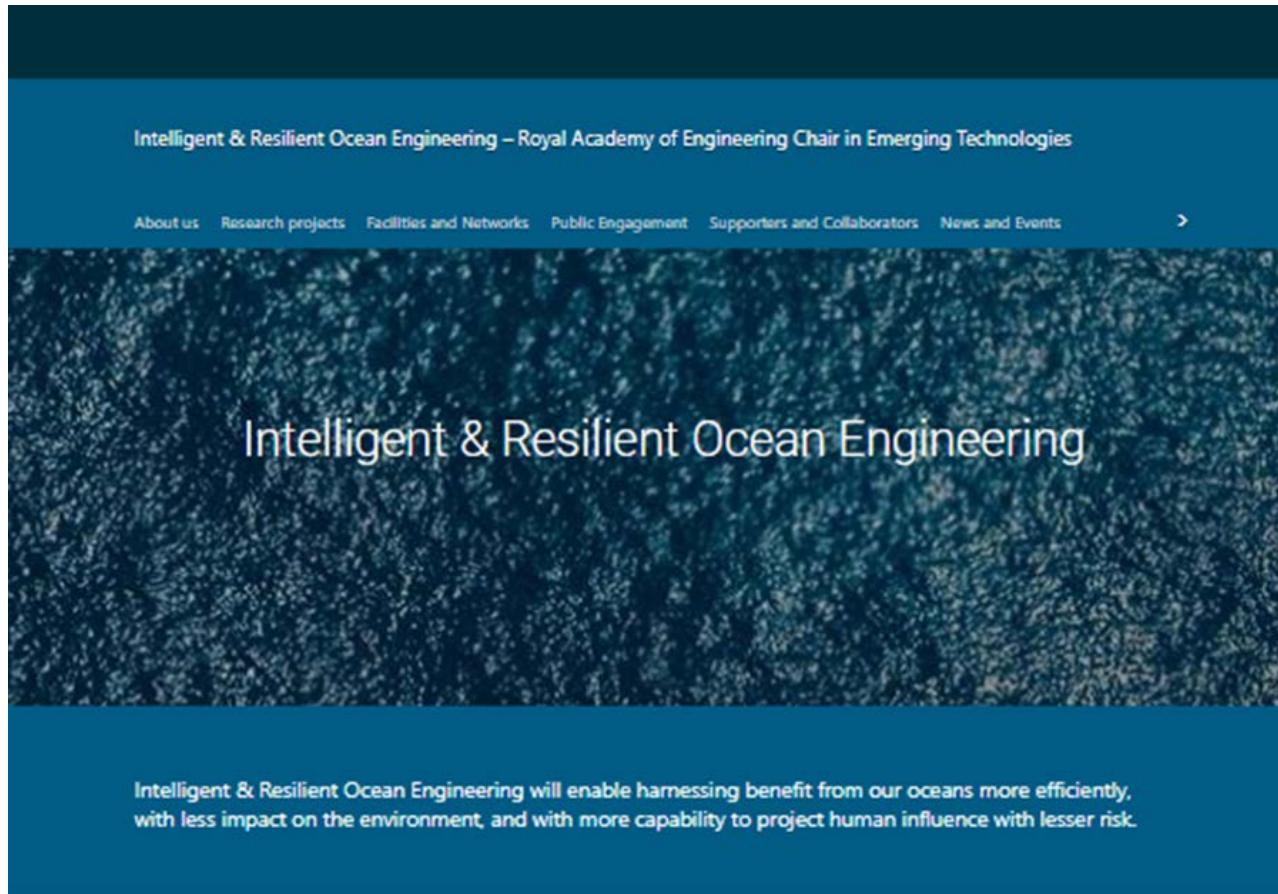 Intelligent & Resilient Ocean Engineering – Royal Academy of Engineering Chair in Emerging Technologies
About us Research projects Facilities and Networks Public Engagement Supporters and Collaborators News and Events >
Intelligent & Resilient Ocean Engineering
Intelligent & Resilient Ocean Engineering will enable harnessing benefit from our oceans more efficiently,
with less impact on the environment, and with more capability to project human influence with lesser risk.